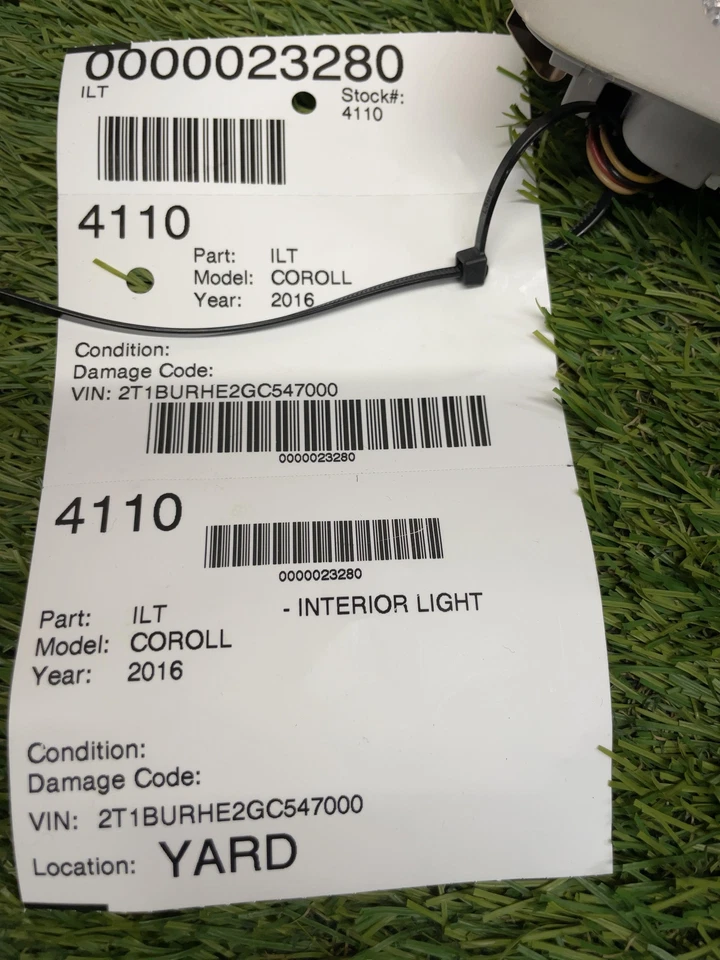 0000023280
ILT
Stock#:
4110
4110
Part: ILT
Model: COROLL
Year: 2016
Condition:
Damage Code:
VIN: 2T1BURHE2GC547000
0000023280
4110
0000023280
Part: ILT - INTERIOR LIGHT
Model: COROLL
Year: 2016
Condition:
Damage Code:
VIN: 2T1BURHE2GC547000
Location: YARD